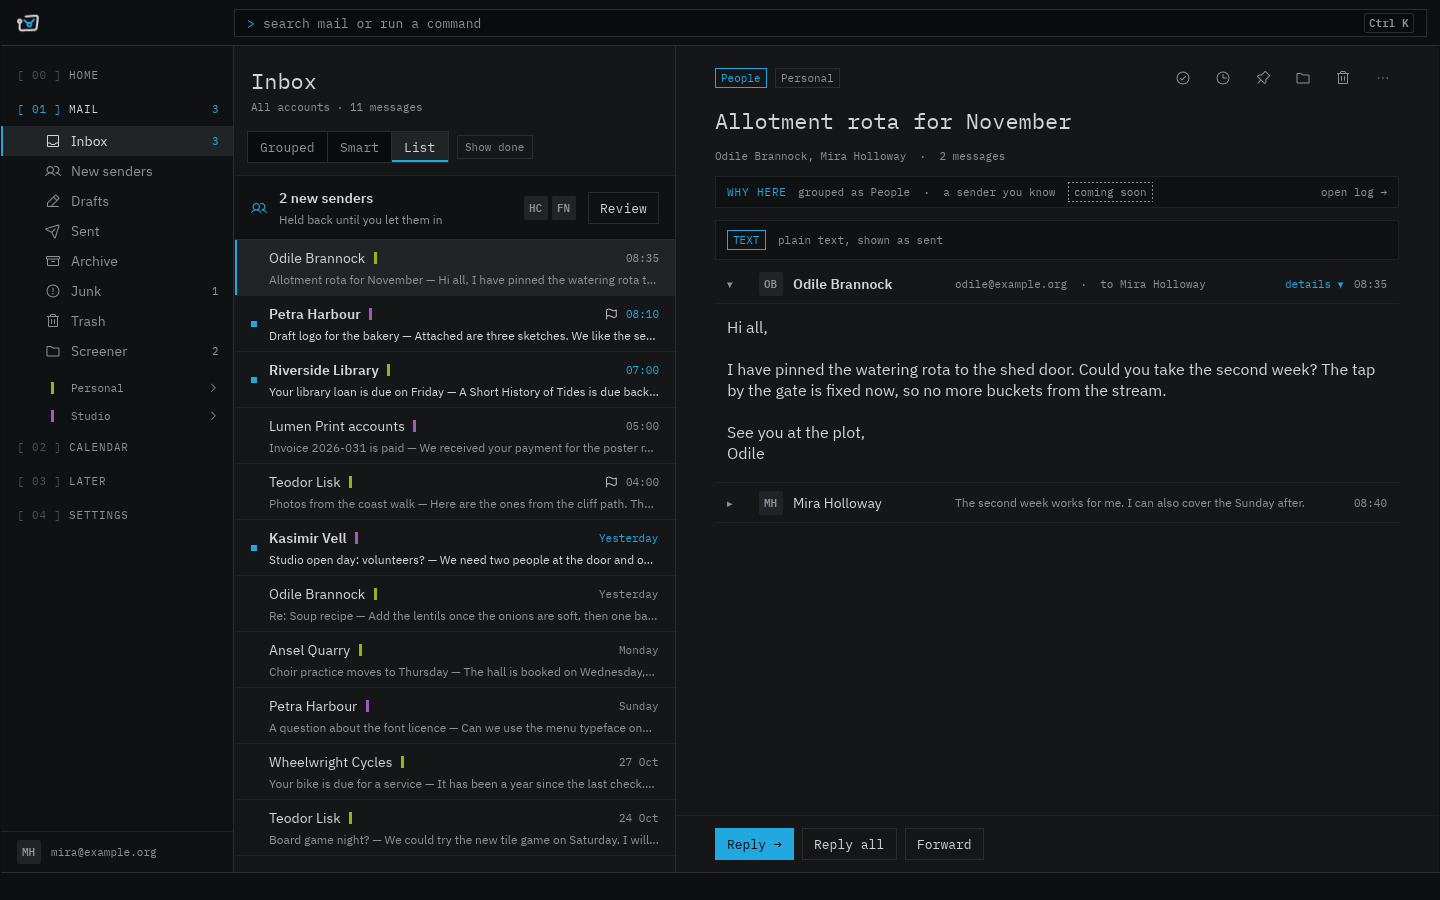 > search mail or run a command
Ctrl K
[ 00 ] HOME
[ 01 ] MAIL 3
Inbox 3
New senders
Drafts
Sent
Archive
Junk 1
Trash
Screener 2
Personal
Studio
[ 02 ] CALENDAR
[ 03 ] LATER
[ 04 ] SETTINGS
MH mira@example.org
Inbox
All accounts · 11 messages
Grouped Smart List Show done
2 new senders
Held back until you let them in
HC FN Review
Odile Brannock 08:35
Allotment rota for November — Hi all, I have pinned the watering rota t...
Petra Harbour 08:10
Draft logo for the bakery — Attached are three sketches. We like the se...
Riverside Library 07:00
Your library loan is due on Friday — A Short History of Tides is due back...
Lumen Print accounts 05:00
Invoice 2026-031 is paid — We received your payment for the poster r...
Teodor Lisk 04:00
Photos from the coast walk — Here are the ones from the cliff path. Th...
Kasimir Vell Yesterday
Studio open day: volunteers? — We need two people at the door and o...
Odile Brannock Yesterday
Re: Soup recipe — Add the lentils once the onions are soft, then one ba...
Ansel Quarry Monday
Choir practice moves to Thursday — The hall is booked on Wednesday,...
Petra Harbour Sunday
A question about the font licence — Can we use the menu typeface on...
Wheelwright Cycles 27 Oct
Your bike is due for a service — It has been a year since the last check....
Teodor Lisk 24 Oct
Board game night? — We could try the new tile game on Saturday. I will...
People Personal
Allotment rota for November
Odile Brannock, Mira Holloway · 2 messages
WHY HERE grouped as People · a sender you know coming soon open log →
TEXT plain text, shown as sent
▾ OB Odile Brannock odile@example.org · to Mira Holloway details ▾ 08:35
Hi all,
I have pinned the watering rota to the shed door. Could you take the second week? The tap
by the gate is fixed now, so no more buckets from the stream.
See you at the plot,
Odile
▸ MH Mira Holloway The second week works for me. I can also cover the Sunday after. 08:40
Reply → Reply all Forward